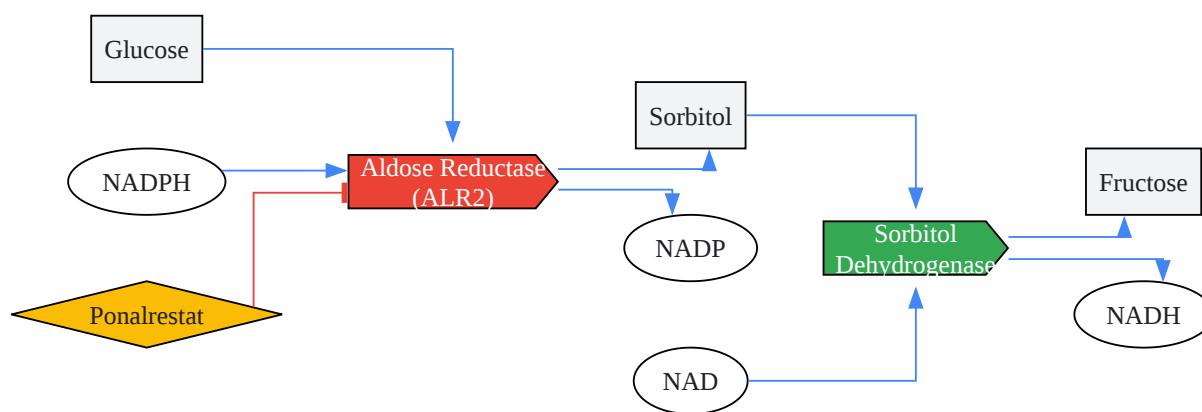 Glucose
NADPH
Ponalrestat
Aldose Reductase
(ALR2)
Sorbitol
NADP
NAD
Sorbitol
Dehydrogenase
Fructose
NADH